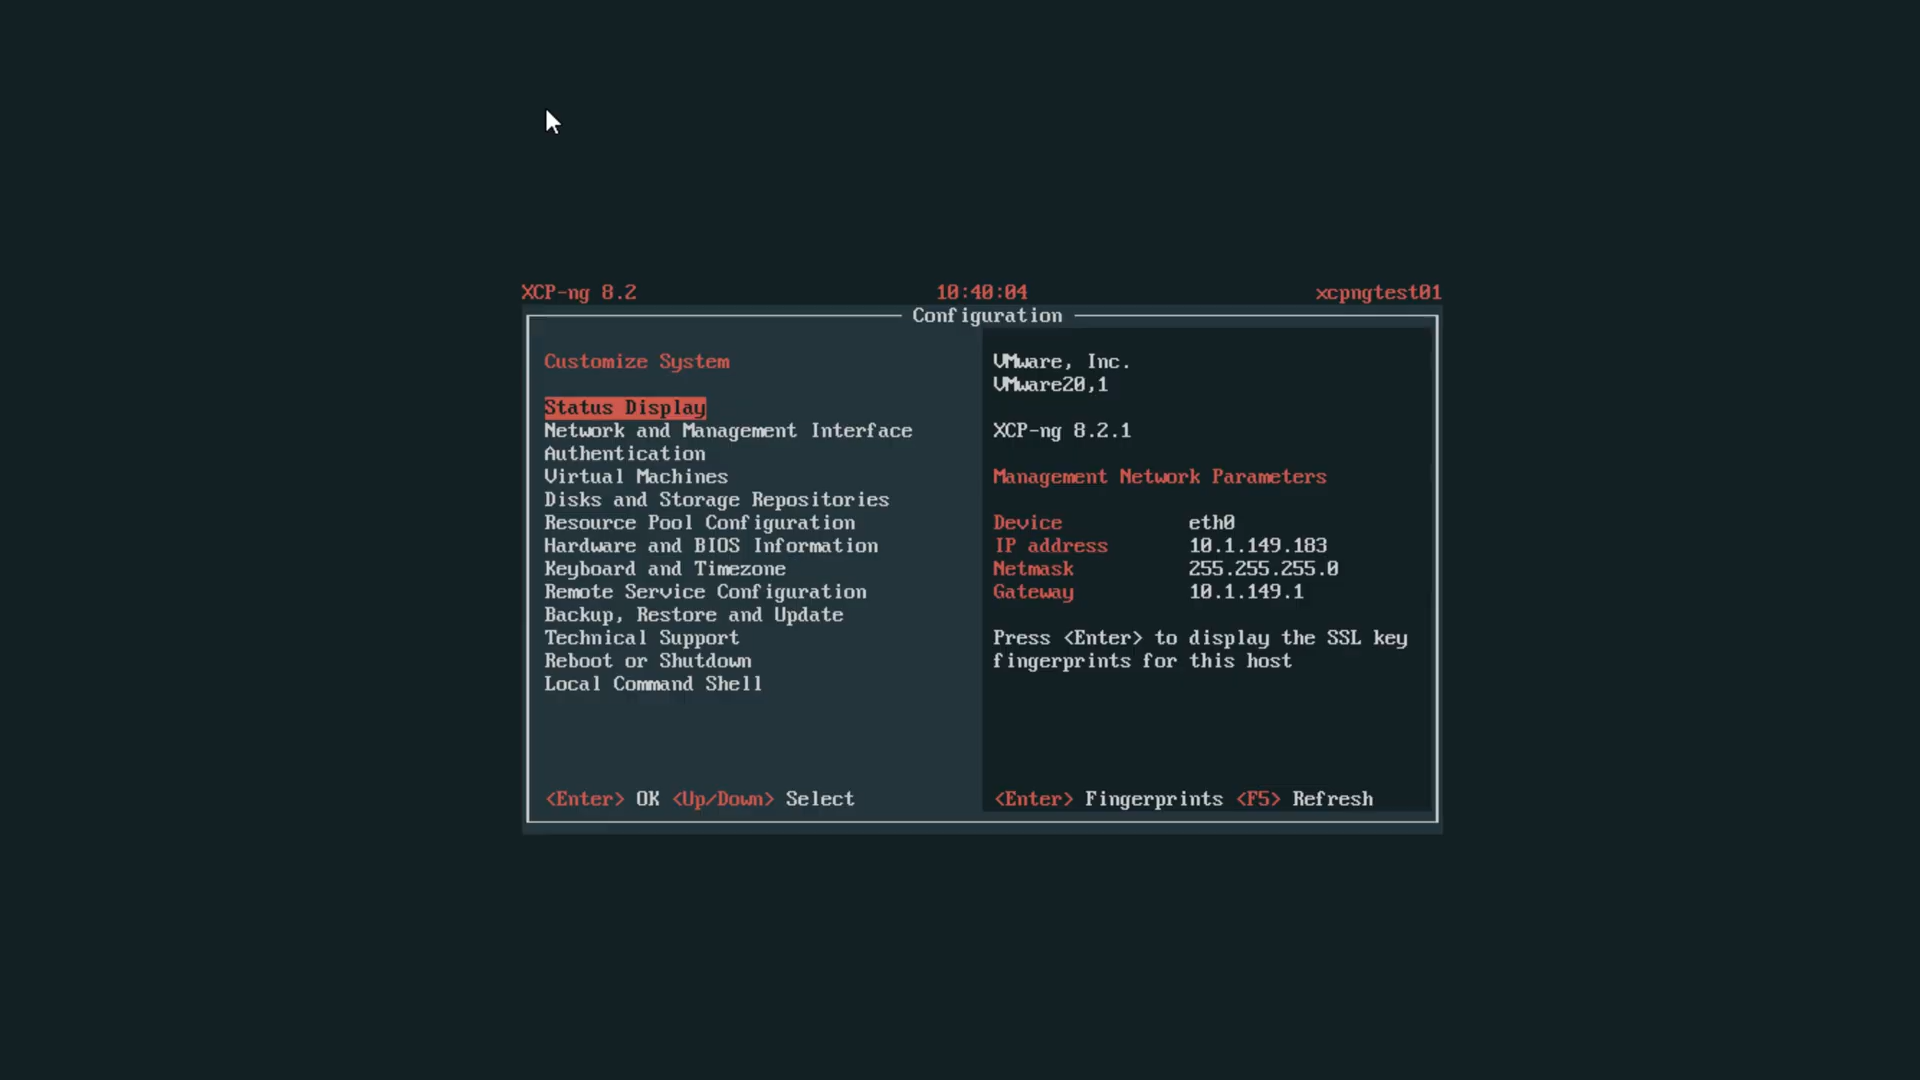 XCP-ng 8.2 10:40:04 xcpngtest01
Configuration
Customize System
Status Display
Network and Management Interface
Authentication
Virtual Machines
Disks and Storage Repositories
Resource Pool Configuration
Hardware and BIOS Information
Keyboard and Timezone
Remote Service Configuration
Backup, Restore and Update
Technical Support
Reboot or Shutdown
Local Command Shell
<Enter> OK <Up/Down> Select
VMware, Inc.
VMware20,1
XCP-ng 8.2.1
Management Network Parameters
Device eth0
IP address 10.1.149.183
Netmask 255.255.255.0
Gateway 10.1.149.1
Press <Enter> to display the SSL key
fingerprints for this host
<Enter> Fingerprints <F5> Refresh